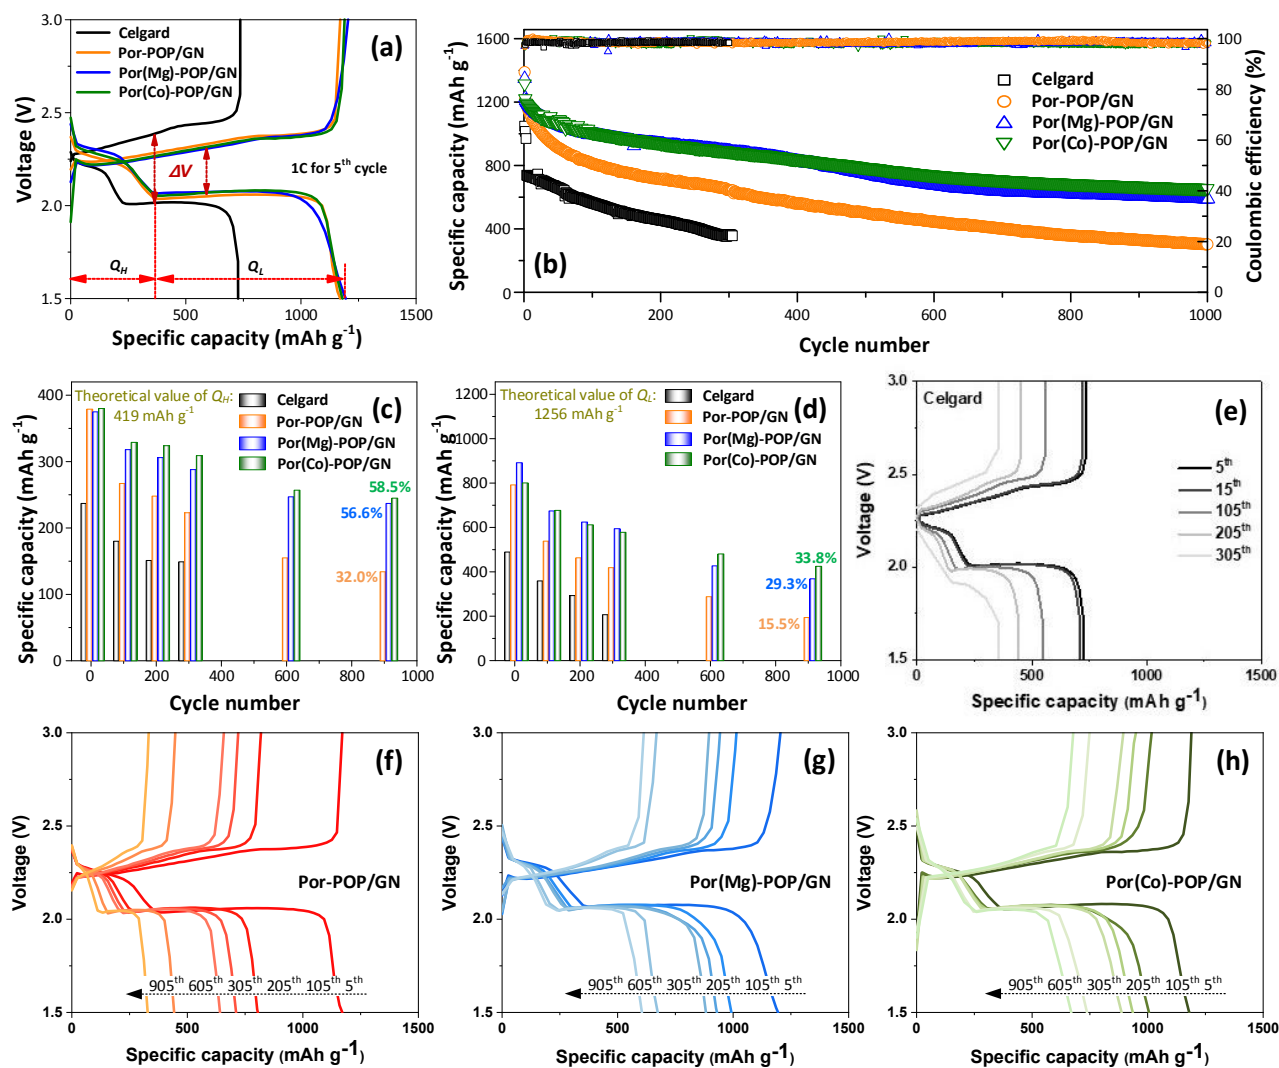 (a)
3.0
2.5
2.0
1.5
Voltage (V)
Celgard
Por-POP/GN
Por(Mg)-POP/GN
Por(Co)-POP/GN
ΔV
1C for 5th cycle
QH
QL
0
500
1000
1500
Specific capacity (mAh g-1)
(b)
1600
1200
800
400
0
Specific capacity (mAh g-1)
Celgard
Por-POP/GN
Por(Mg)-POP/GN
Por(Co)-POP/GN
100
80
60
40
20
0
Coulombic efficiency (%)
0
200
400
600
800
1000
Cycle number
(c)
400
350
300
250
200
150
100
50
0
Specific capacity (mAh g-1)
Theoretical value of QH:
419 mAh g-1
Celgard
Por-POP/GN
Por(Mg)-POP/GN
Por(Co)-POP/GN
58.5%
56.6%
32.0%
0
200
400
600
800
1000
Cycle number
(d)
1200
1000
800
600
400
200
0
Specific capacity (mAh g-1)
Theoretical value of QL:
1256 mAh g-1
Celgard
Por-POP/GN
Por(Mg)-POP/GN
Por(Co)-POP/GN
33.8%
29.3%
15.5%
0
200
400
600
800
1000
Cycle number
(e)
3.0
2.5
2.0
1.5
Voltage (V)
Celgard
5th
15th
105th
205th
305th
0
500
1000
1500
Specific capacity (mAh g-1)
(f)
3.0
2.5
2.0
1.5
Voltage (V)
Por-POP/GN
905th 605th 305th 205th 105th 5th
0
500
1000
1500
Specific capacity (mAh g-1)
(g)
3.0
2.5
2.0
1.5
Voltage (V)
Por(Mg)-POP/GN
905th 605th 305th 205th 105th 5th
0
500
1000
1500
Specific capacity (mAh g-1)
(h)
3.0
2.5
2.0
1.5
Voltage (V)
Por(Co)-POP/GN
905th 605th 305th 205th 105th 5th
0
500
1000
1500
Specific capacity (mAh g-1)